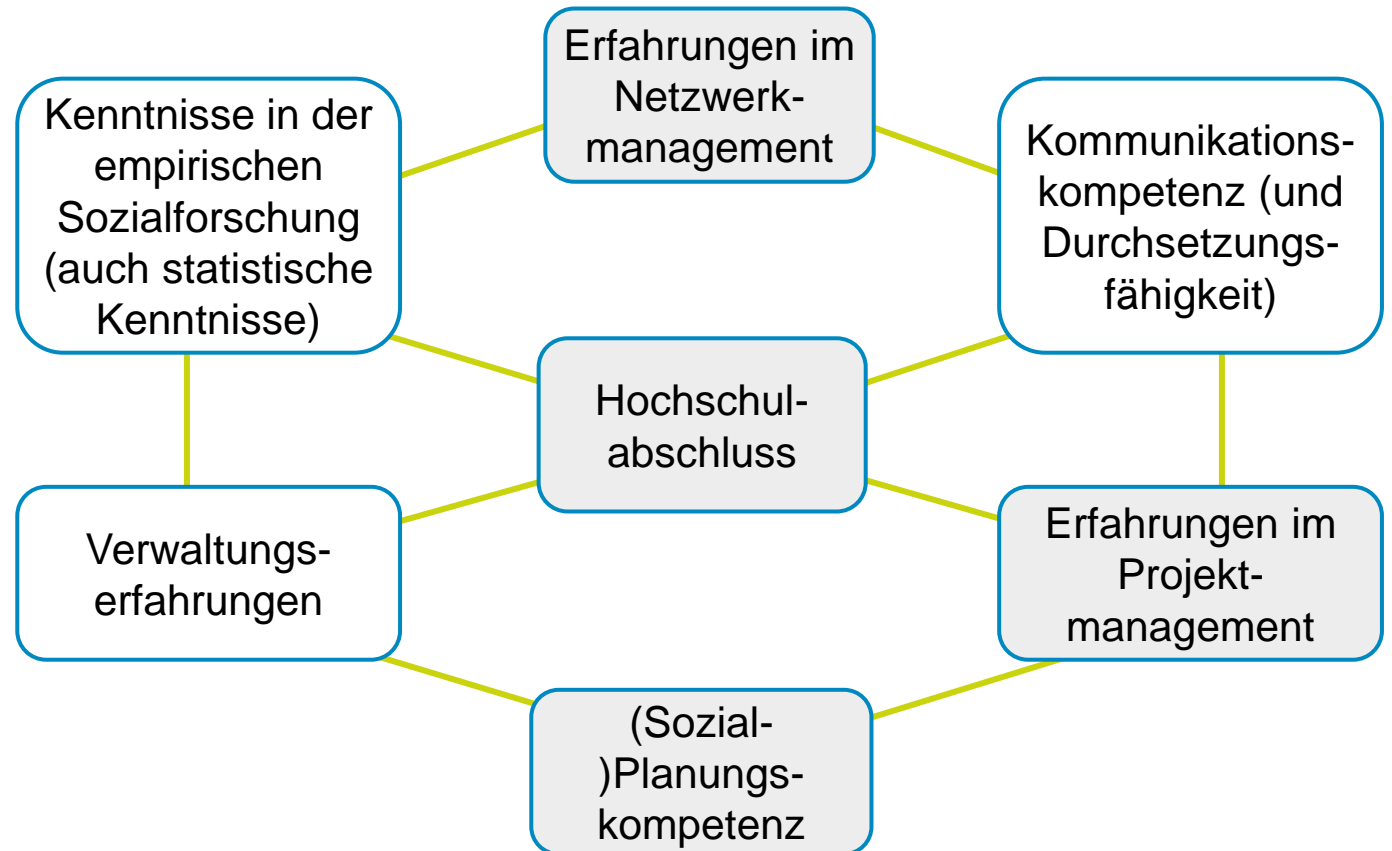 Erfahrungen im
Netzwerk-
management
Kenntnisse in der
empirischen
Sozialforschung
(auch statistische
Kenntnisse)
Kommunikations-
kompetenz (und
Durchsetzungs-
fähigkeit)
Hochschul-
abschluss
Verwaltungs-
erfahrungen
Erfahrungen im
Projekt-
management
(Sozial-
)Planungs-
kompetenz